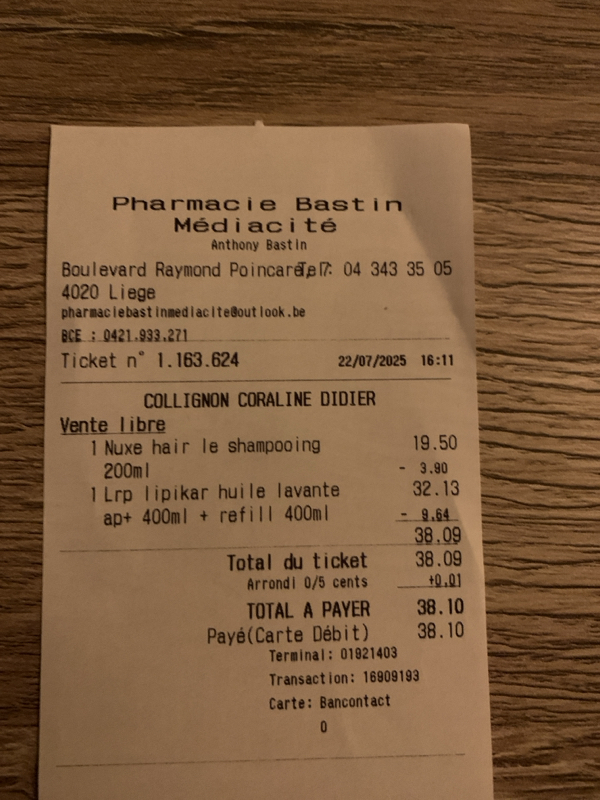 Pharmacie Bastin
Médiacité
Anthony Bastin
Boulevard Raymond Poincaré, 7 Tel : 04 343 35 05
4020 Liege
pharmaciebastinmediacite@outlook.be
BCE : 0421.933.271
Ticket n° 1.163.624 22/07/2025 16:11
COLLIGNON CORALINE DIDIER
Vente libre
1 Nuxe hair le shampooing 19.50
200ml - 3.90
1 Lrp lipikar huile lavante 32.13
ap+ 400ml + refill 400ml - 9.64
38.09
Total du ticket 38.09
Arrondi 0/5 cents +0.01
TOTAL A PAYER 38.10
Payé(Carte Débit) 38.10
Terminal: 01921403
Transaction: 16909193
Carte: Bancontact
0